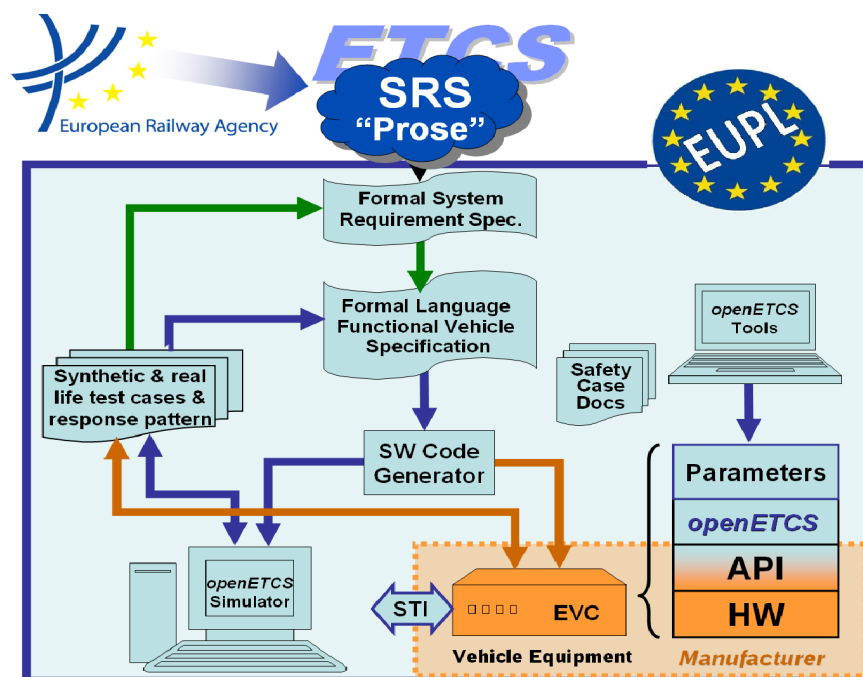 ETCS
European Railway Agency
SRS
“Prose”
EUPL
Formal System
Requirement Spec.
Formal Language
Functional Vehicle
Specification
openETCS
Tools
Synthetic & real
life test cases &
response pattern
Safety
Case
Docs
SW Code
Generator
Parameters
openETCS
API
HW
openETCS
Simulator
STI
EVC
Vehicle Equipment
Manufacturer